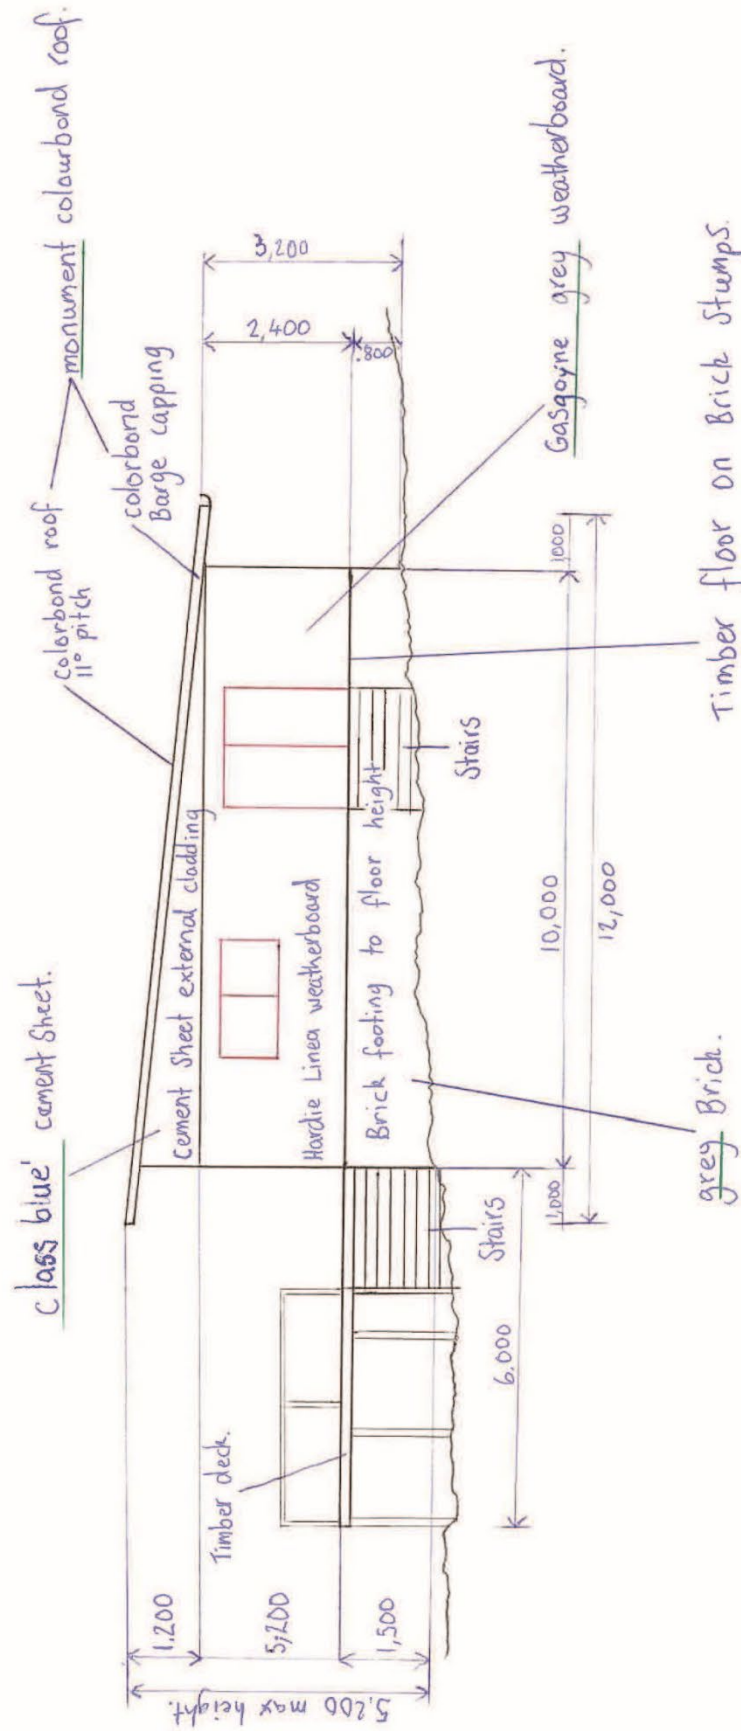 Class blue' cement Sheet.
Colorbond roof
11° pitch
monument colourbond roof.
colorbond
Barge capping
Cement Sheet external cladding
Hardie Linea weatherboard
Brick footing to floor height
Timber deck.
Stairs
Stairs
1.200
5,200
1,500
5,200 max height.
3,200
2,400
.800
6.000
1,000
10,000
1000
12,000
Gasgoyne grey weatherboard.
Timber floor on Brick Stumps.
grey Brick.